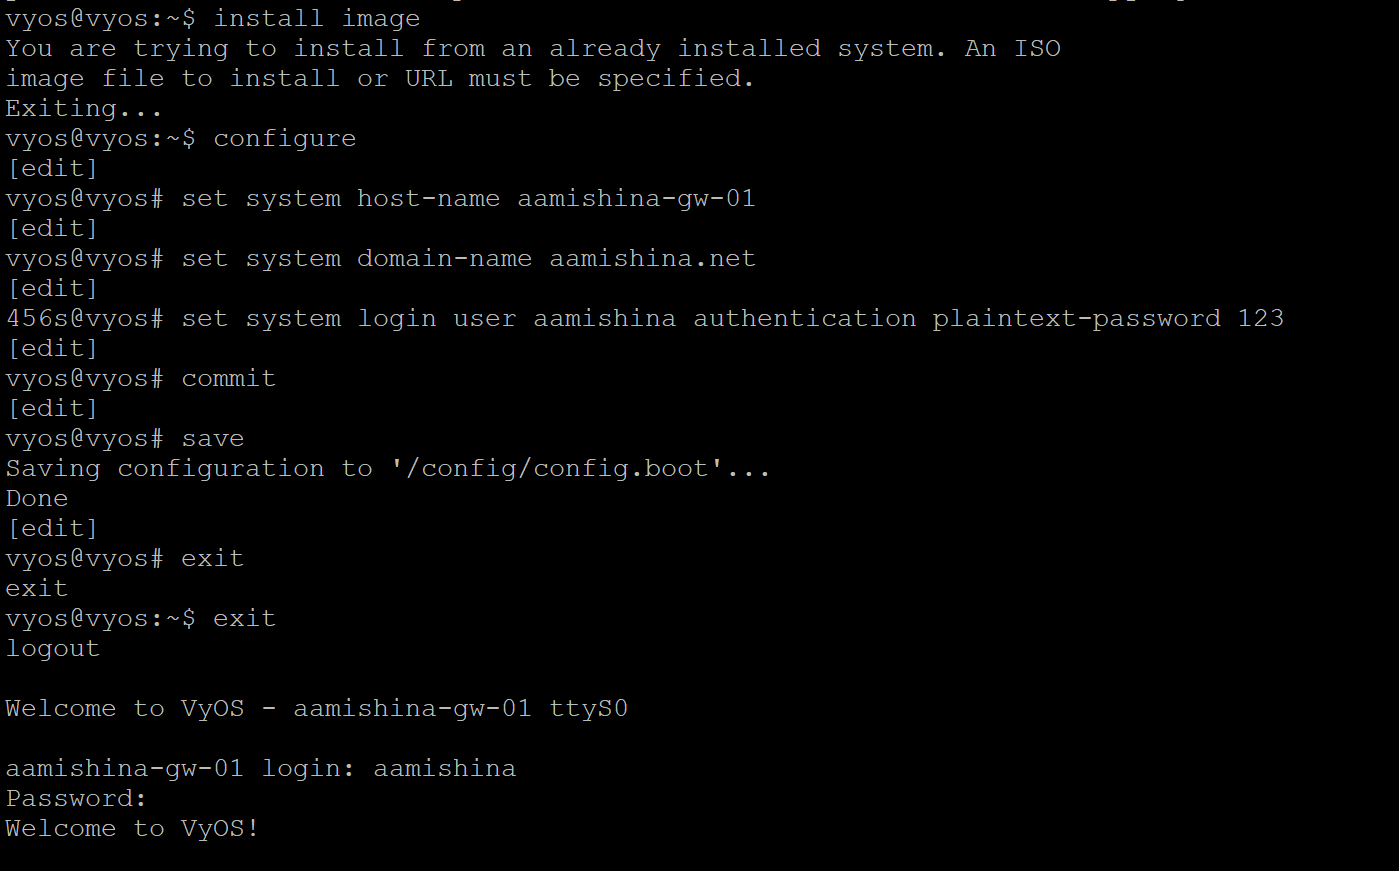 vyos@vyos:~$ install image
You are trying to install from an already installed system. An ISO
image file to install or URL must be specified.
Exiting...
vyos@vyos:~$ configure
[edit]
vyos@vyos# set system host-name aamishina-gw-01
[edit]
vyos@vyos# set system domain-name aamishina.net
[edit]
456s@vyos# set system login user aamishina authentication plaintext-password 123
[edit]
vyos@vyos# commit
[edit]
vyos@vyos# save
Saving configuration to '/config/config.boot'...
Done
[edit]
vyos@vyos# exit
exit
vyos@vyos:~$ exit
logout
Welcome to VyOS - aamishina-gw-01 ttyS0
aamishina-gw-01 login: aamishina
Password:
Welcome to VyOS!